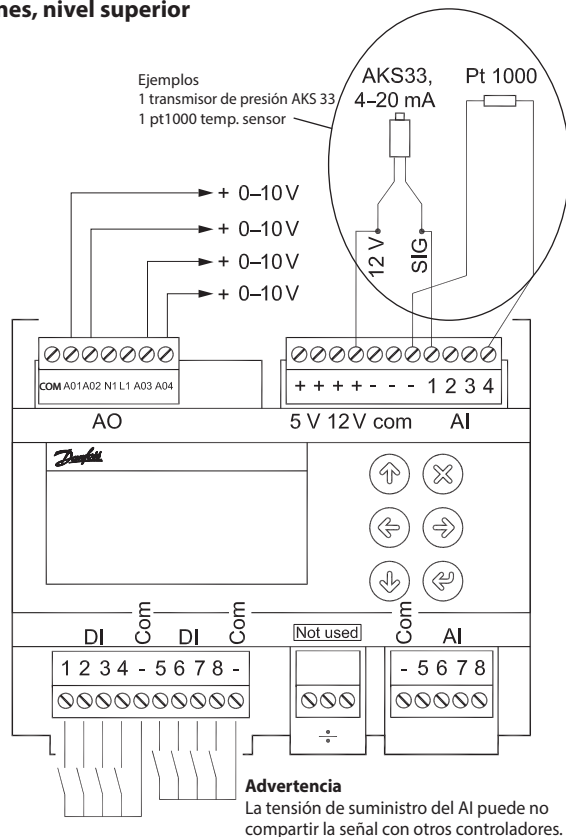 nes, nivel superior
Ejemplos
1 transmisor de presión AKS 33
1 pt1000 temp. sensor
AKS33,
4–20 mA
Pt 1000
+ 0–10 V
+ 0–10 V
+ 0–10 V
+ 0–10 V
12 V
SIG
COM A01 A02 N1 L1 A03 A04
+ + + + - - - 1 2 3 4
AO
5 V 12 V com AI
Danfoss
DI Com DI Com
Not used
Com AI
1 2 3 4 - 5 6 7 8 -
- 5 6 7 8
÷
Advertencia
La tensión de suministro del AI puede no
compartir la señal con otros controladores.